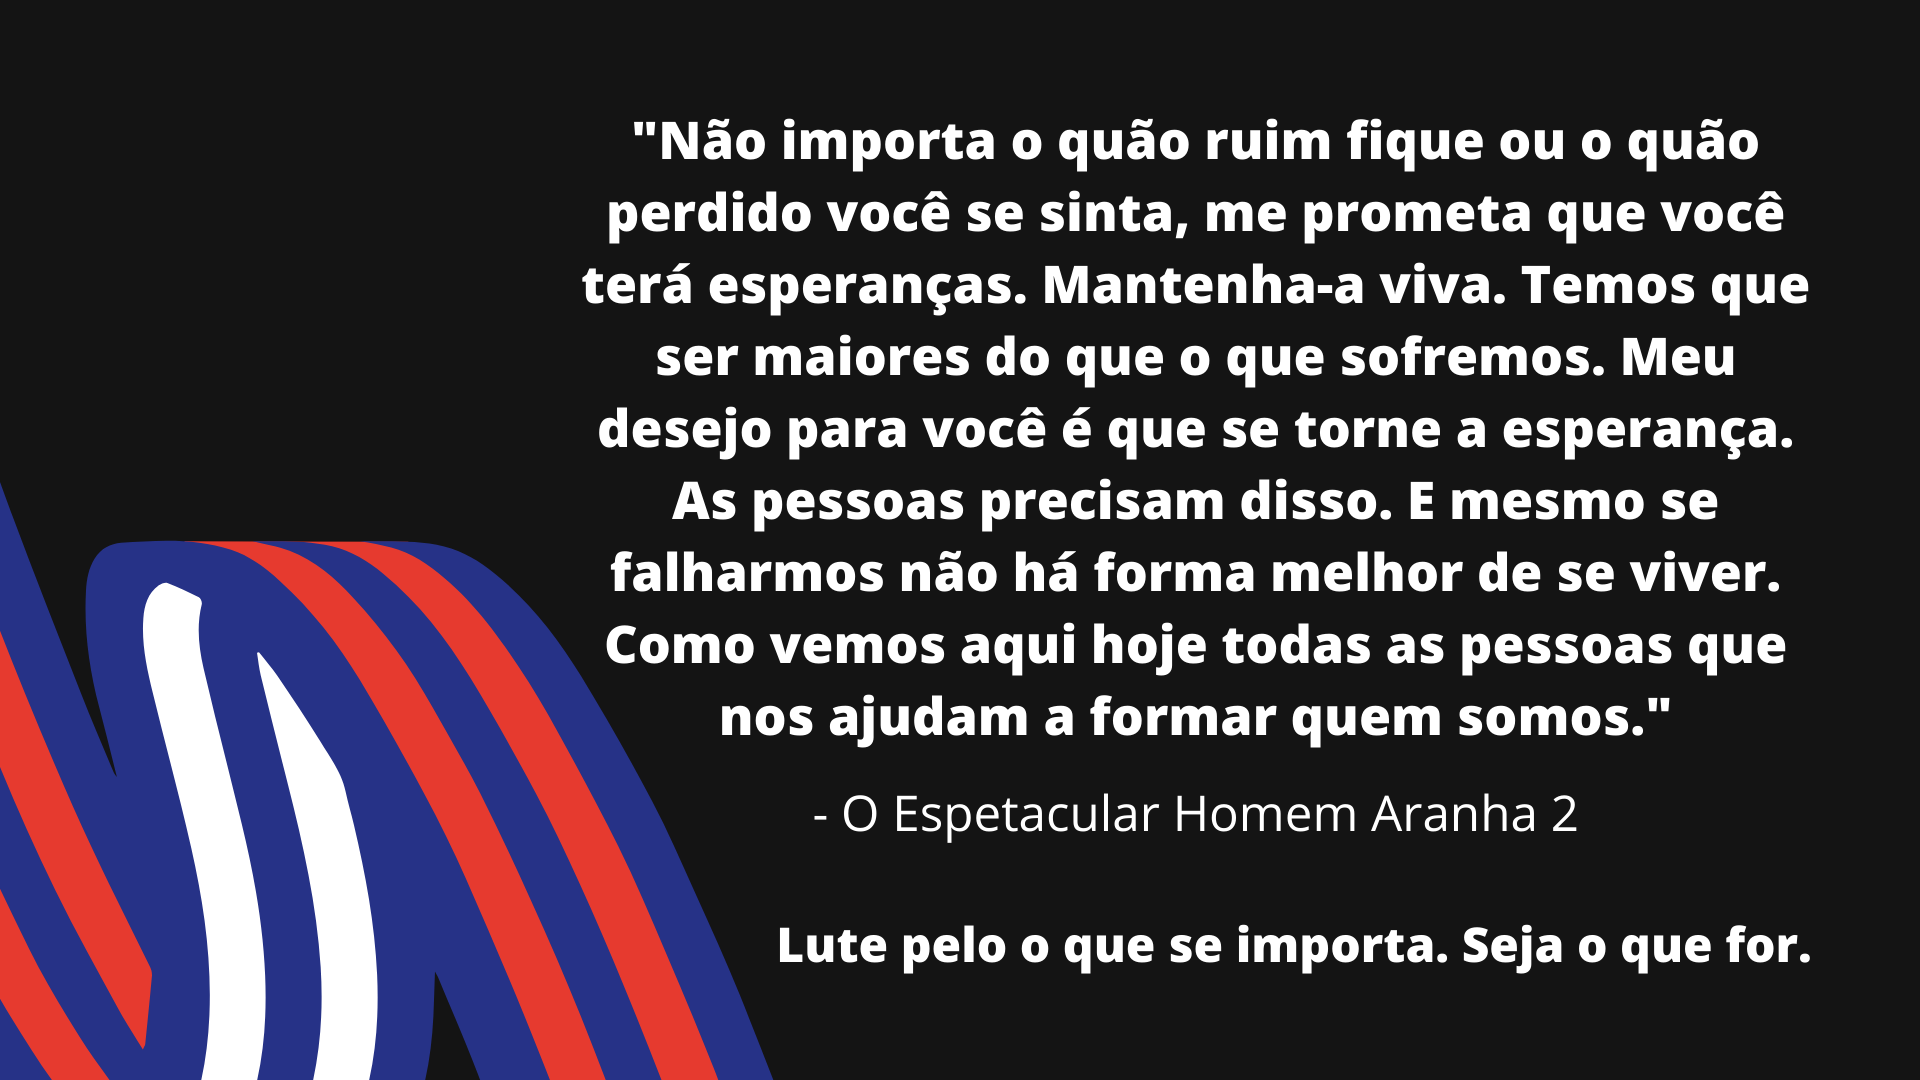 "Não importa o quão ruim fique ou o quão
perdido você se sinta, me prometa que você
terá esperanças. Mantenha-a viva. Temos que
ser maiores do que o que sofremos. Meu
desejo para você é que se torne a esperança.
As pessoas precisam disso. E mesmo se
falharmos não há forma melhor de se viver.
Como vemos aqui hoje todas as pessoas que
nos ajudam a formar quem somos."
- O Espetacular Homem Aranha 2
Lute pelo o que se importa. Seja o que for.